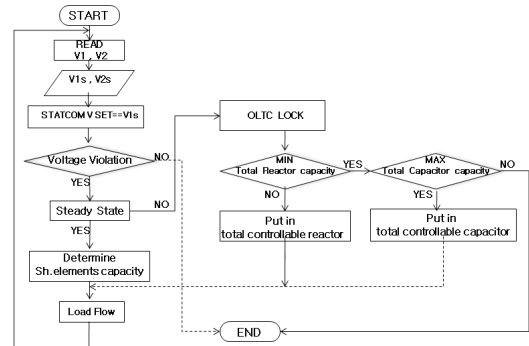 START
READ
V1 , V2
V1s , V2s
STATCOM V SET==V1s
Voltage Violation
NO
YES
Steady State
NO
YES
Determine
Sh.elements capacity
Load Flow
OLTC LOCK
MIN
Total Reactor capacity
YES
NO
Put in
total controllable reactor
MAX
Total Capacitor capacity
NO
YES
Put in
total controllable capacitor
END